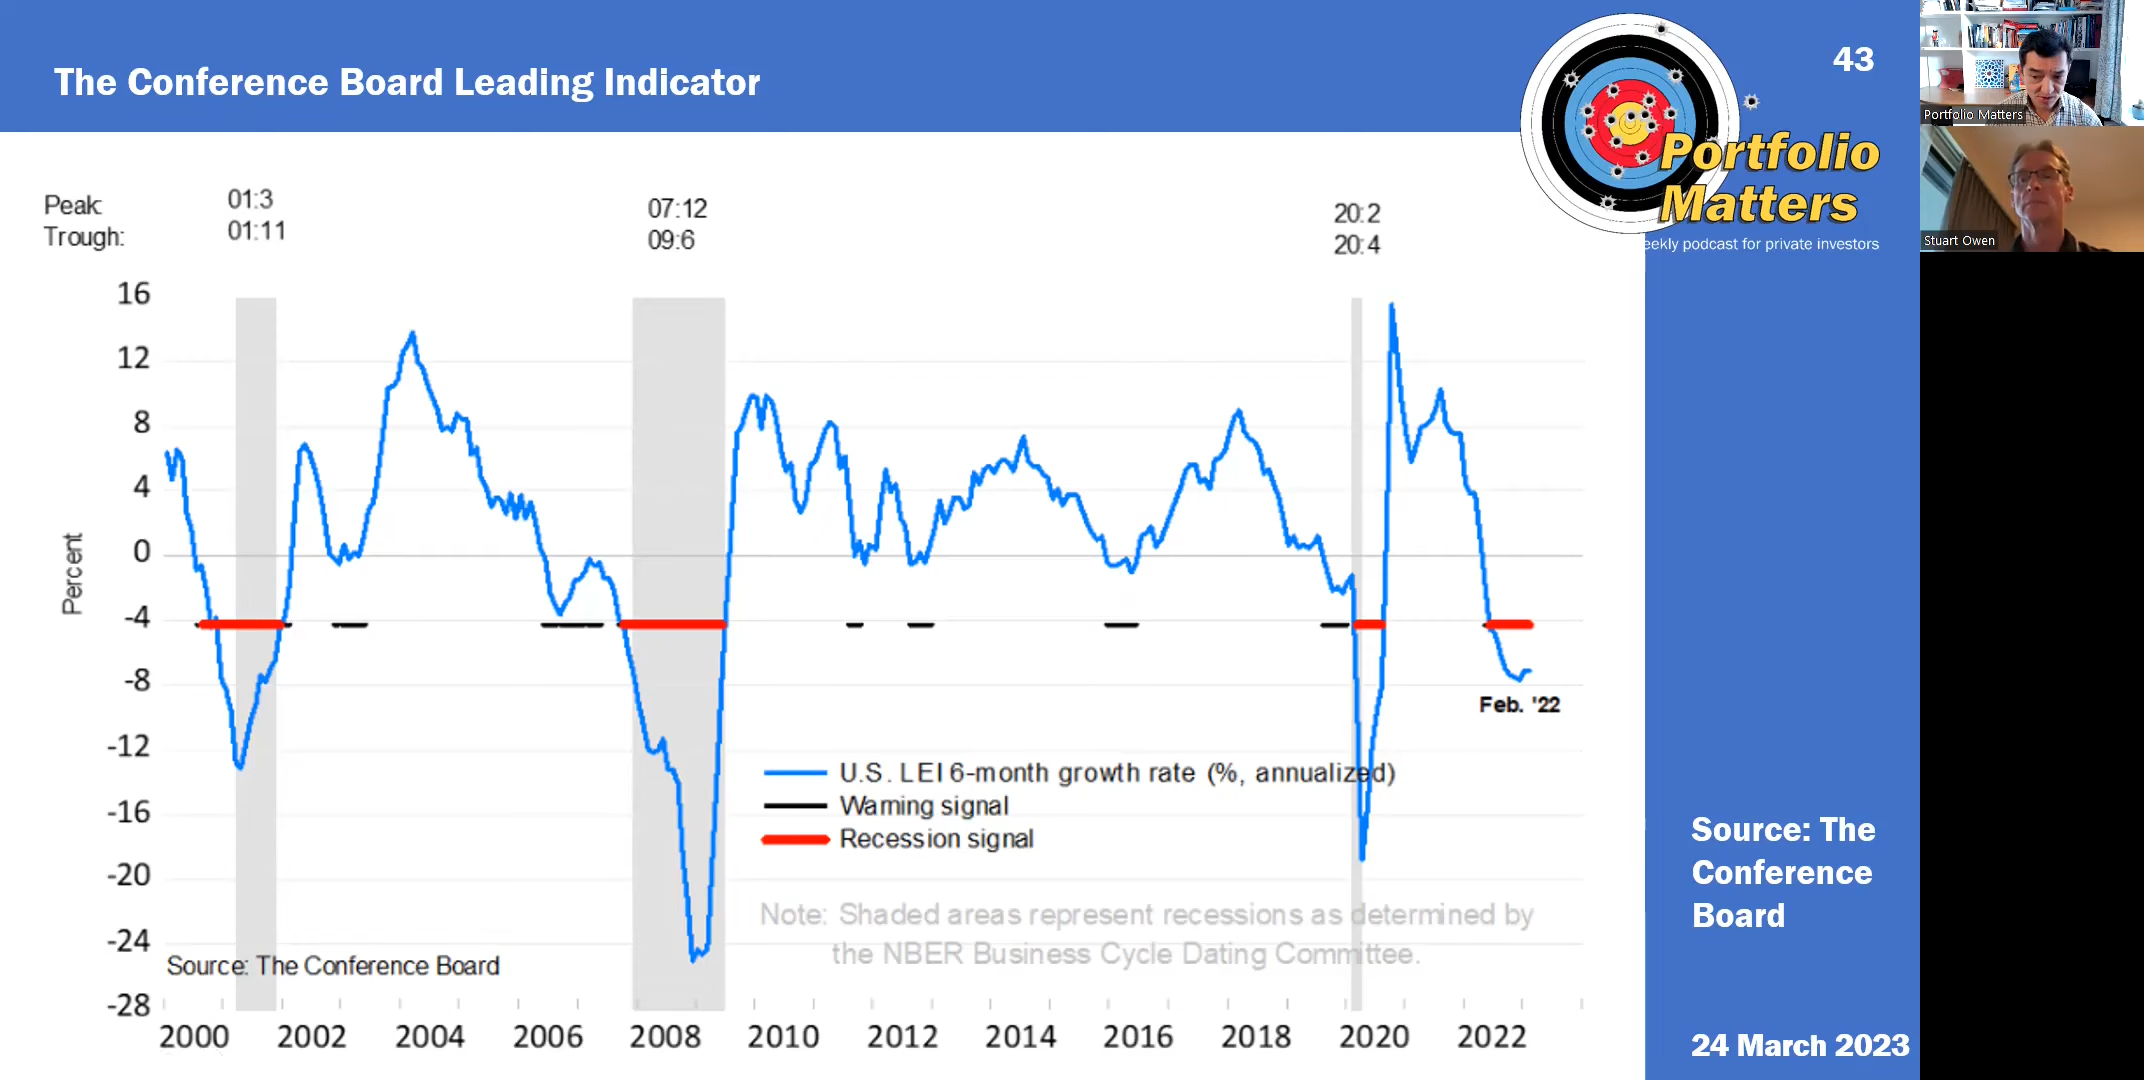 The Conference Board Leading Indicator
43
Portfolio
Matters
eekly podcast for private investors
Portfolio Matters
Stuart Owen
Peak:
Trough:
01:3
01:11
07:12
09:6
20:2
20:4
Percent
16
12
8
4
0
-4
-8
-12
-16
-20
-24
-28
Feb. '22
U.S. LEI 6-month growth rate (%, annualized)
Warning signal
Recession signal
Note: Shaded areas represent recessions as determined by
the NBER Business Cycle Dating Committee.
Source: The Conference Board
2000 2002 2004 2006 2008 2010 2012 2014 2016 2018 2020 2022
Source: The
Conference
Board
24 March 2023